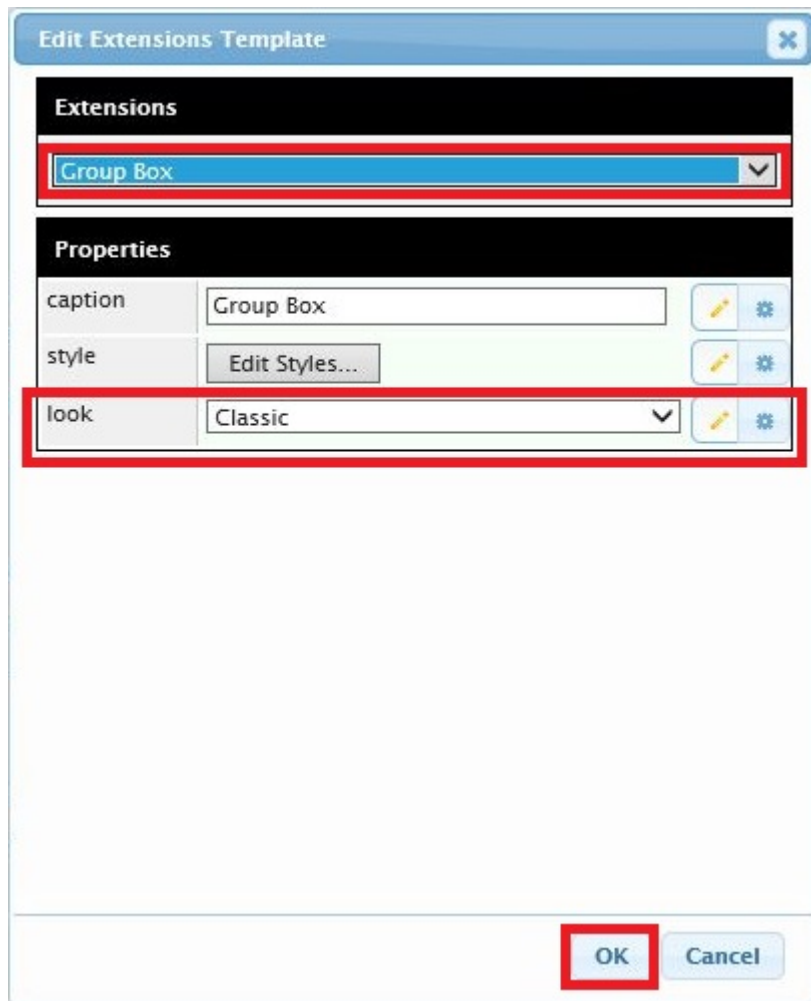 Edit Extensions Template
Extensions
Group Box
Properties
caption Group Box
style Edit Styles...
look Classic
OK Cancel